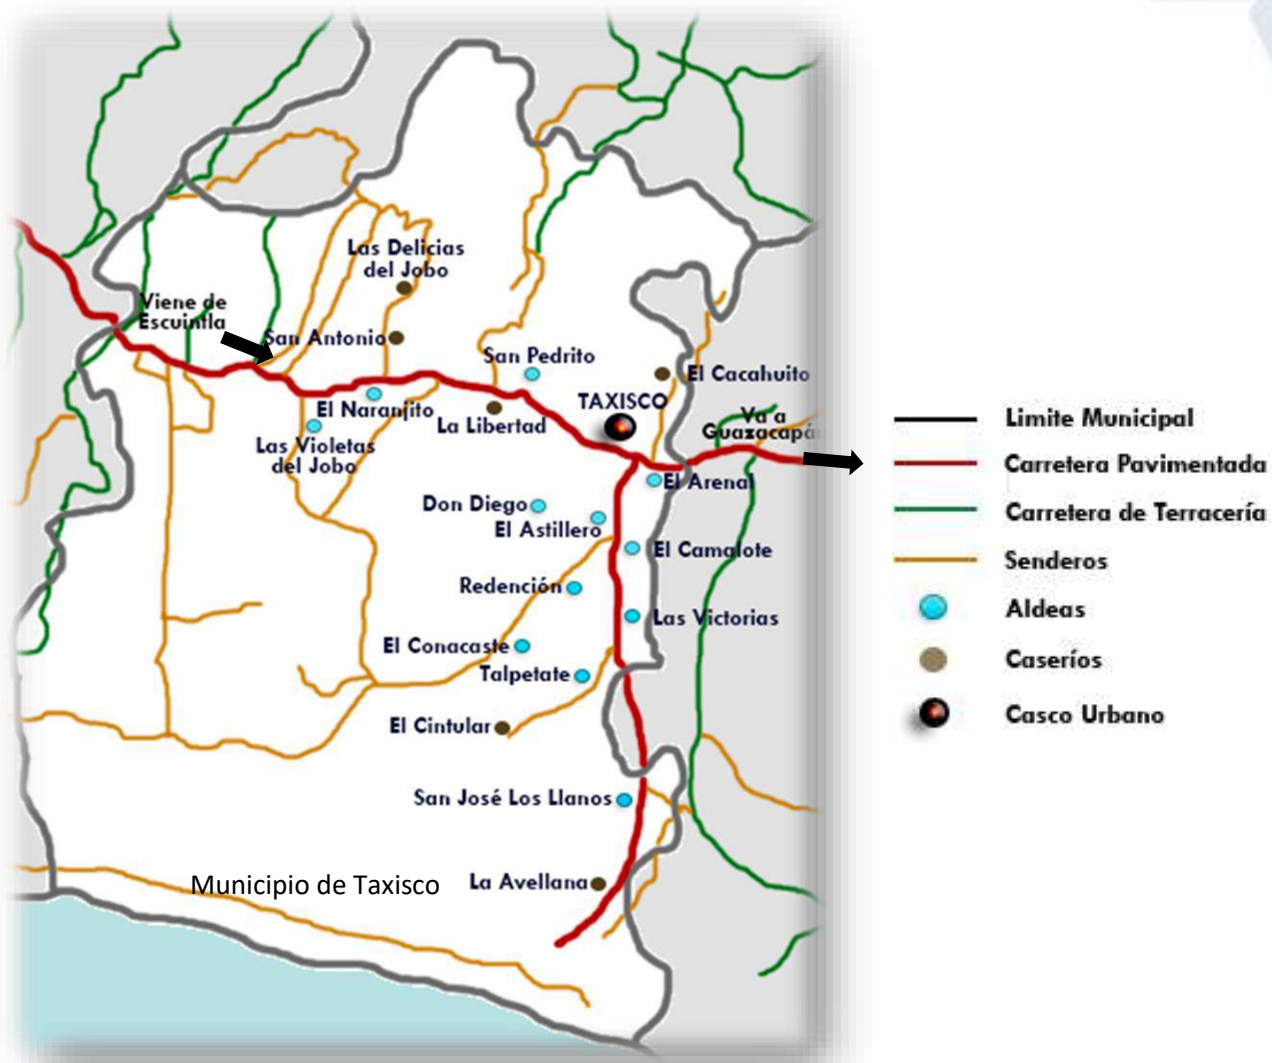 Las Delicias
del Jobo
Viene de
Escuintla
San Antonio
San Pedrito
El Cacahuito
El Naranjito
La Libertad
TAXISCO
Va a
Guazacapán
Las Violetas
del Jobo
El Arenal
Don Diego
El Astillero
El Camalote
Redención
Las Victorias
El Conacaste
Talpetate
El Cintular
San José Los Llanos
Municipio de Taxisco
La Avellana
Limite Municipal
Carretera Pavimentada
Carretera de Terracería
Senderos
Aldeas
Caseríos
Casco Urbano